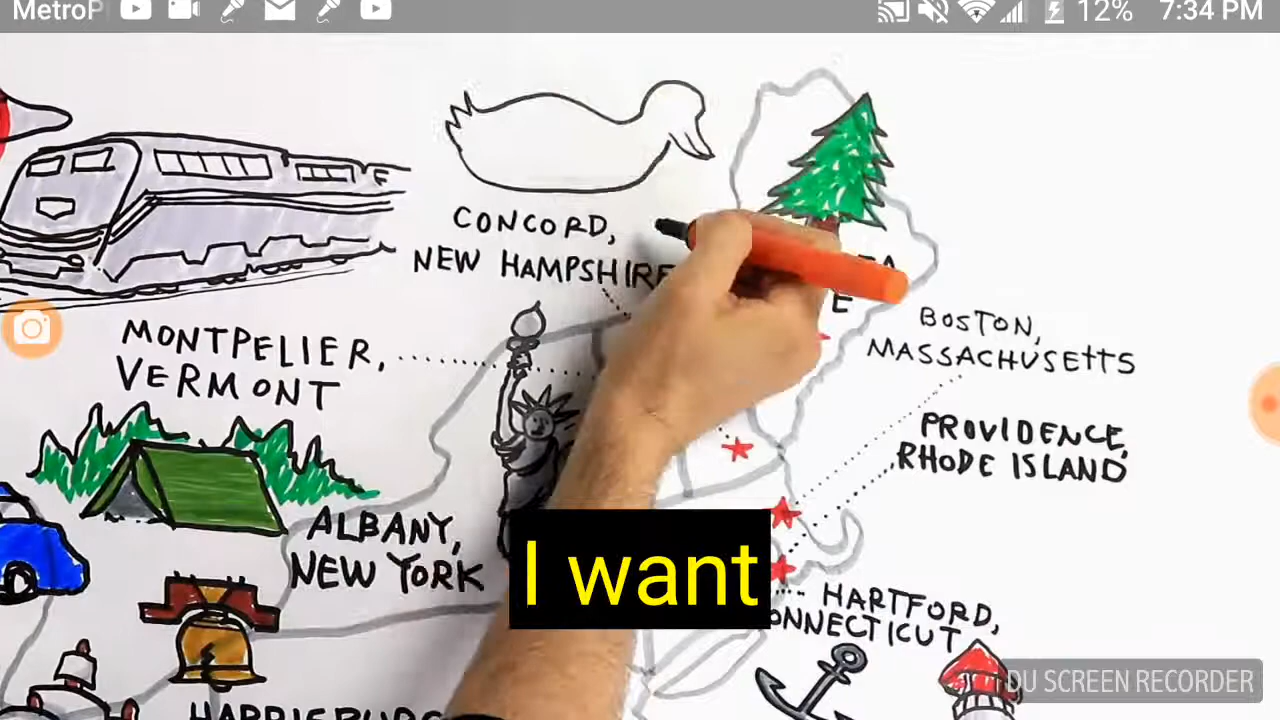 MetroP
12%
7:34 PM
CONCORD,
NEW HAMPSHIRE
BOSTON,
MASSACHUSETTS
MONTPELIER,
VERMONT
PROVIDENCE,
RHODE ISLAND
ALBANY,
NEW YORK
I want
HARTFORD,
ONNECTICUT
DU SCREEN RECORDER